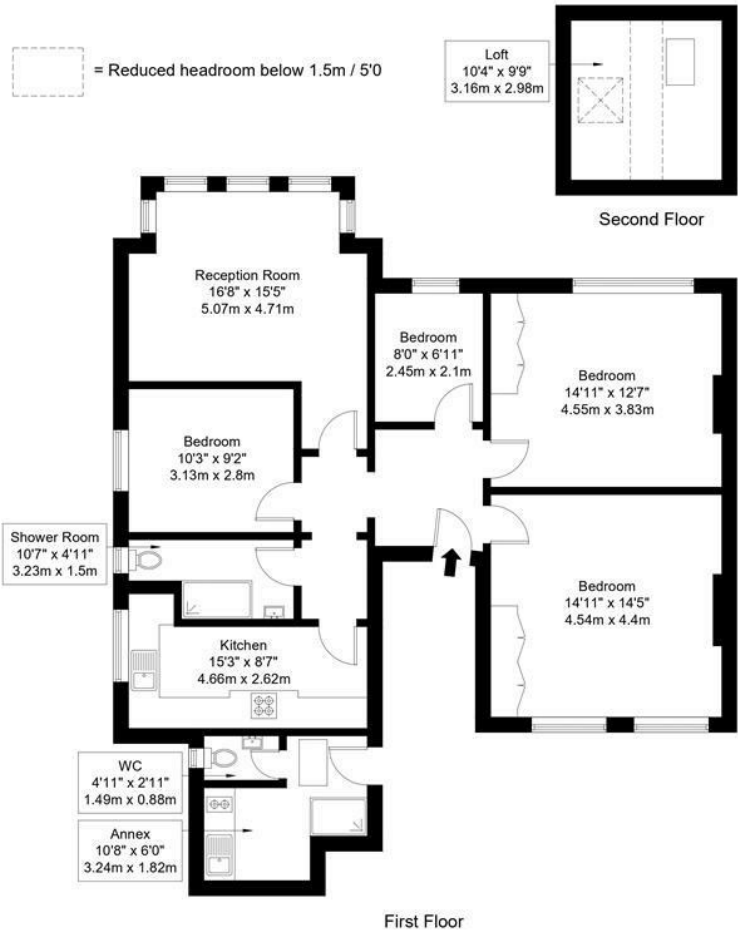 = Reduced headroom below 1.5m / 5'0
Loft
10'4" x 9'9"
3.16m x 2.98m
Second Floor
Reception Room
16'8" x 15'5"
5.07m x 4.71m
Bedroom
8'0" x 6'11"
2.45m x 2.1m
Bedroom
14'11" x 12'7"
4.55m x 3.83m
Bedroom
10'3" x 9'2"
3.13m x 2.8m
Shower Room
10'7" x 4'11"
3.23m x 1.5m
Bedroom
14'11" x 14'5"
4.54m x 4.4m
Kitchen
15'3" x 8'7"
4.66m x 2.62m
WC
4'11" x 2'11"
1.49m x 0.88m
Annex
10'8" x 6'0"
3.24m x 1.82m
First Floor